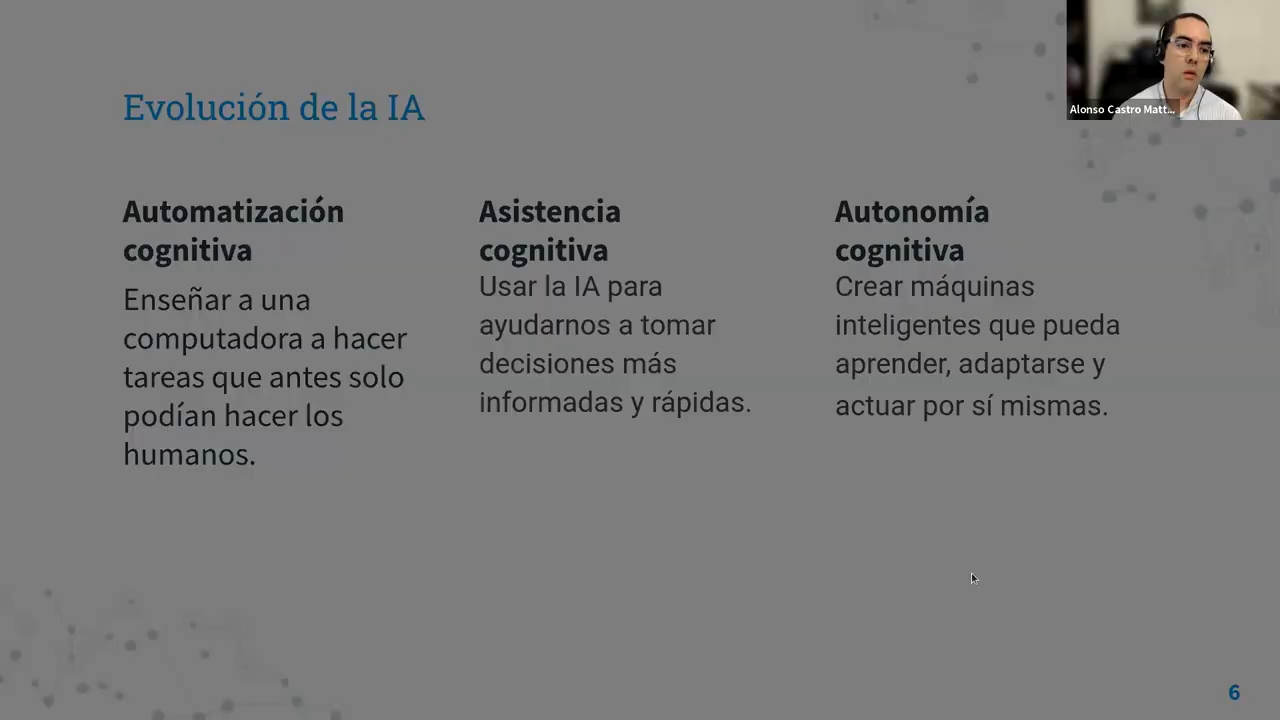 Alonso Castro Matt...
Evolución de la IA
Automatización
cognitiva
Enseñar a una
computadora a hacer
tareas que antes solo
podían hacer los
humanos.
Asistencia
cognitiva
Usar la IA para
ayudarnos a tomar
decisiones más
informadas y rápidas.
Autonomía
cognitiva
Crear máquinas
inteligentes que pueda
aprender, adaptarse y
actuar por sí mismas.
6